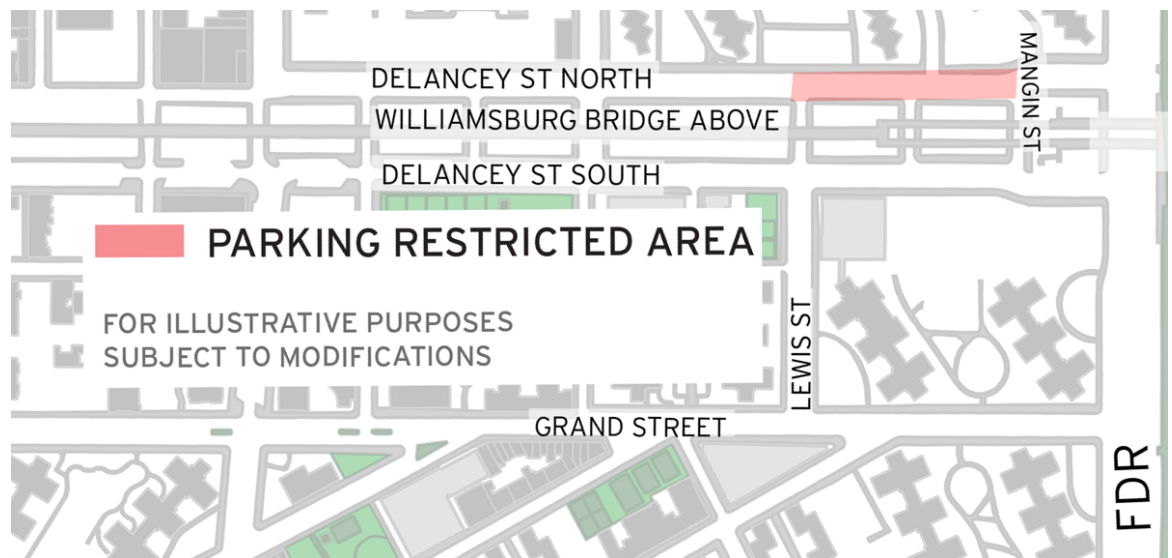 DELANCEY ST NORTH
MANGIN ST
WILLIAMSBURG BRIDGE ABOVE
DELANCEY ST SOUTH
PARKING RESTRICTED AREA
FOR ILLUSTRATIVE PURPOSES
SUBJECT TO MODIFICATIONS
LEWIS ST
GRAND STREET
FDR